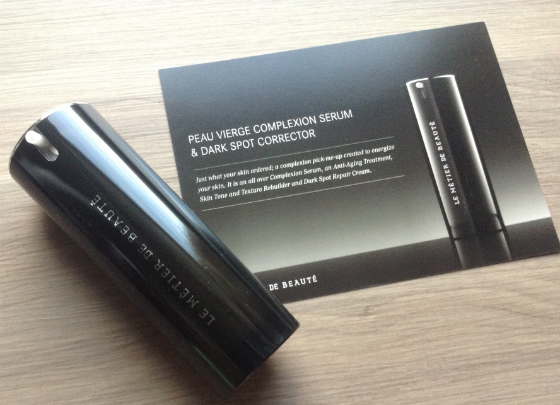 PEAU VIERGE COMPLEXION SERUM
& DARK SPOT CORRECTOR
Just what your skin ordered; a complexion pick-me-up created to energize
your skin. It is an all over Complexion Serum, an Anti-Aging Treatment,
Skin Tone and Texture Rebuilder and Dark Spot Repair Cream.
LE MÉTIER DE BEAUTÉ
DE BEAUTÉ
LE MÉTIER DE BEAUTÉ